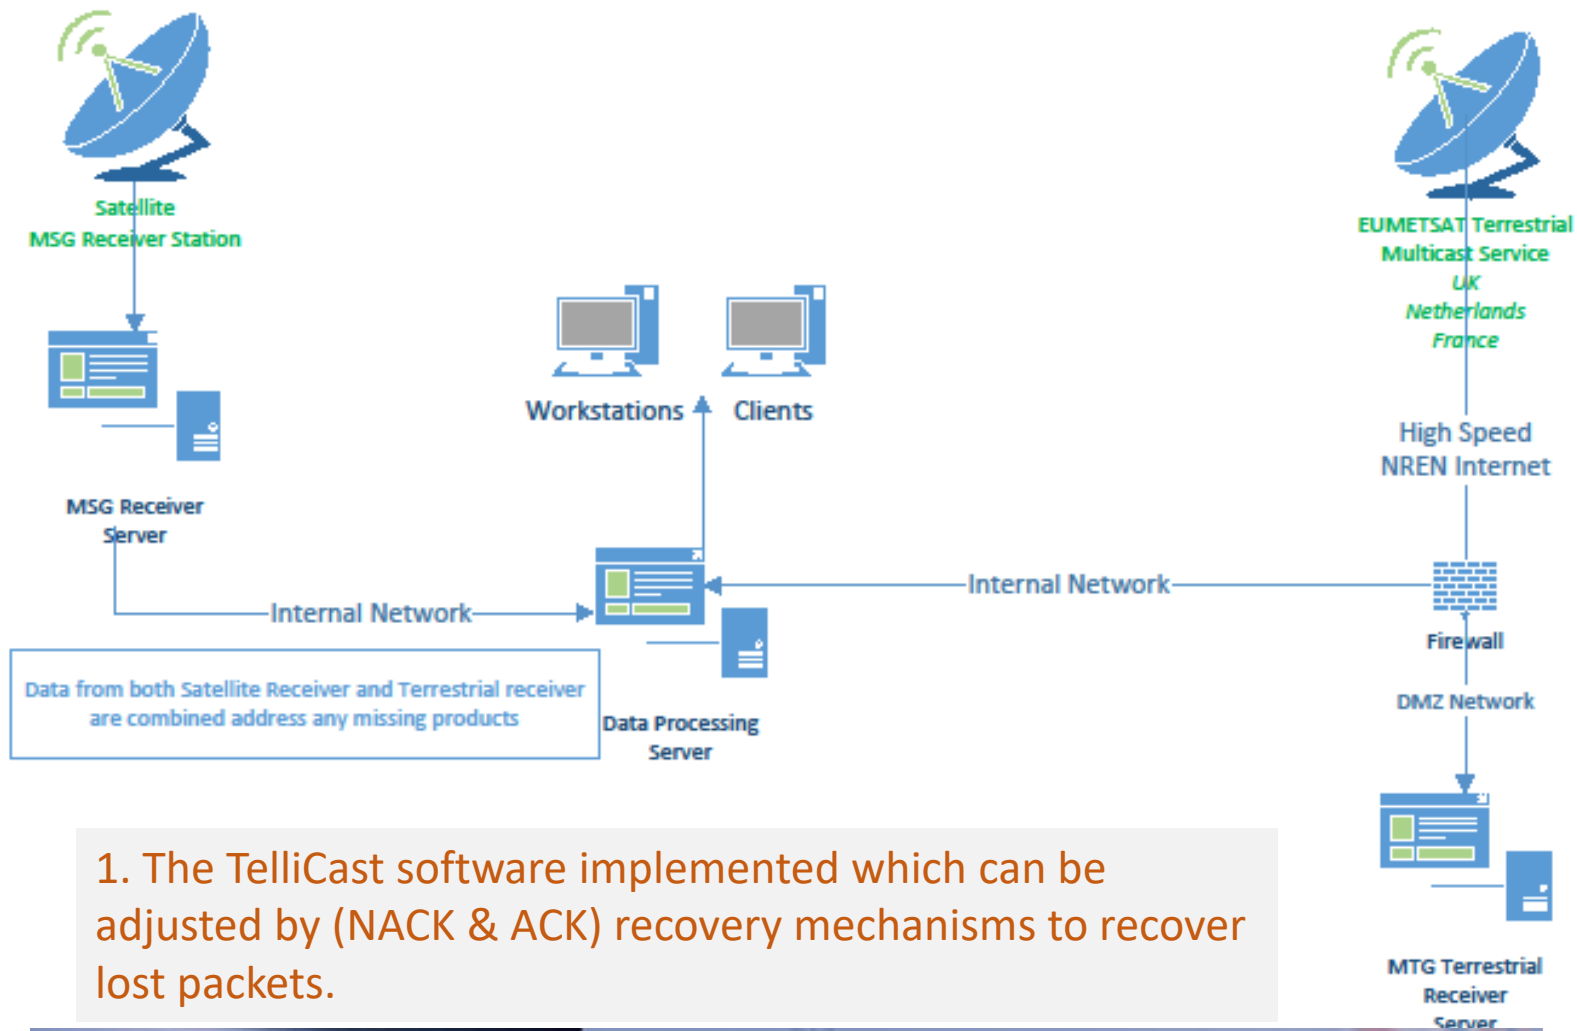 Satellite
MSG Receiver Station
MSG Receiver
Server
Internal Network
Data from both Satellite Receiver and Terrestrial receiver
are combined address any missing products
Workstations
Clients
Data Processing
Server
Internal Network
EUMETSAT Terrestrial
Multicast Service
UK
Netherlands
France
High Speed
NREN Internet
Firewall
DMZ Network
MTG Terrestrial
Receiver
Server
1. The TelliCast software implemented which can be
adjusted by (NACK & ACK) recovery mechanisms to recover
lost packets.